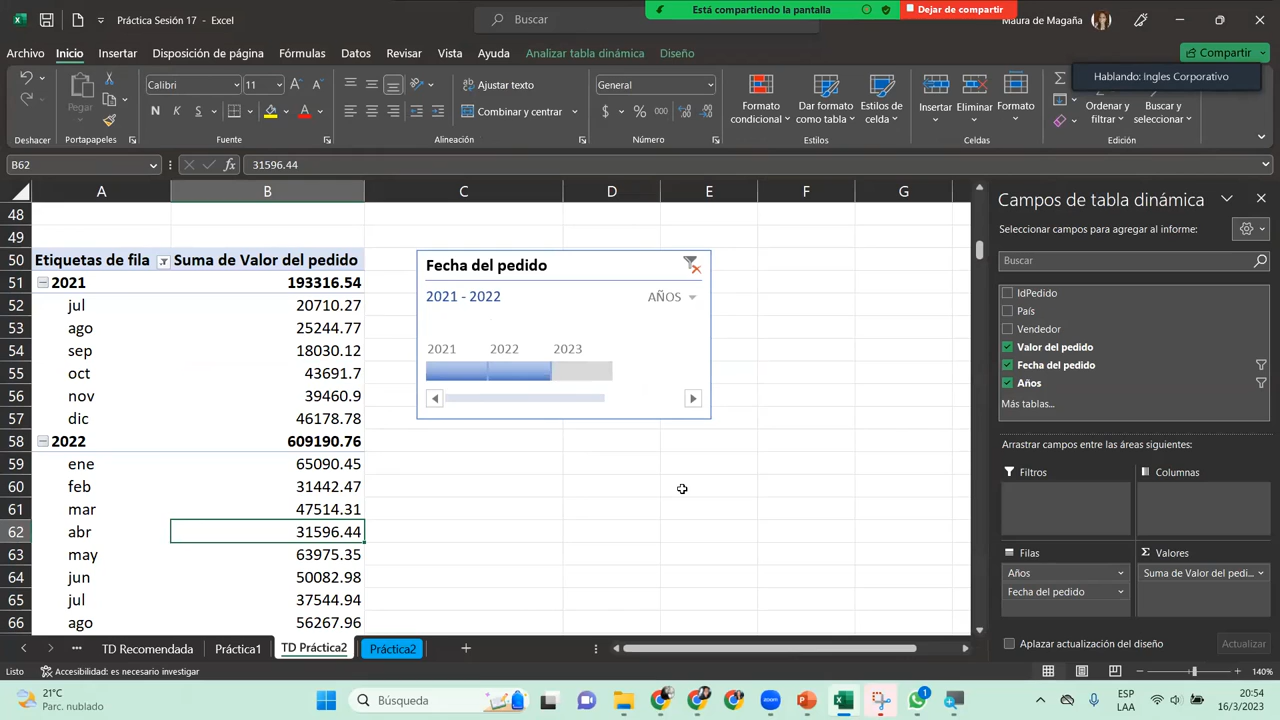 Práctica Sesión 17 - Excel
Buscar
Está compartiendo la pantalla
Dejar de compartir
Maura de Magaña
Archivo Inicio Insertar Disposición de página Fórmulas Datos Revisar Vista Ayuda Analizar tabla dinámica Diseño
Compartir
Hablando: ingles Corporativo
Pegar
Calibri 11
Ajustar texto
Combinar y centrar
General
Formato condicional
Dar formato como tabla
Estilos de celda
Insertar Eliminar Formato
Ordenar y filtrar
Buscar y seleccionar
Deshacer Portapapeles Fuente Alineación Número Estilos Celdas Edición
B62 31596.44
A B C D E F G
48
49
50 Etiquetas de fila Suma de Valor del pedido
51 2021 193316.54
52 jul 20710.27
53 ago 25244.77
54 sep 18030.12
55 oct 43691.7
56 nov 39460.9
57 dic 46178.78
58 2022 609190.76
59 ene 65090.45
60 feb 31442.47
61 mar 47514.31
62 abr 31596.44
63 may 63975.35
64 jun 50082.98
65 jul 37544.94
66 ago 56267.96
Fecha del pedido
2021 - 2022 AÑOS
2021 2022 2023
Campos de tabla dinámica
Seleccionar campos para agregar al informe:
Buscar
IdPedido
País
Vendedor
Valor del pedido
Fecha del pedido
Años
Más tablas...
Arrastrar campos entre las áreas siguientes:
Filtros Columnas
Filas Σ Valores
Años Suma de Valor del pedi...
Fecha del pedido
Aplazar actualización del diseño Actualizar
TD Recomendada Práctica1 TD Práctica2 Práctica2
Listo Accesibilidad: es necesario investigar 140%
21°C
Parc. nublado
Búsqueda
1
ESP
LAA
20:54
16/3/2023